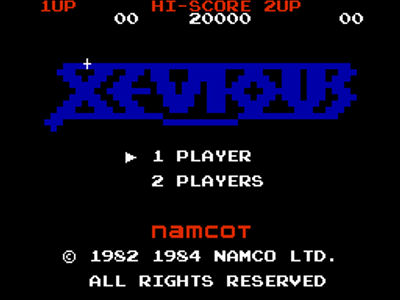 1UP HI-SCORE 2UP
00 20000 00
XEVIOUS
1 PLAYER
2 PLAYERS
namcot
© 1982 1984 NAMCO LTD.
ALL RIGHTS RESERVED